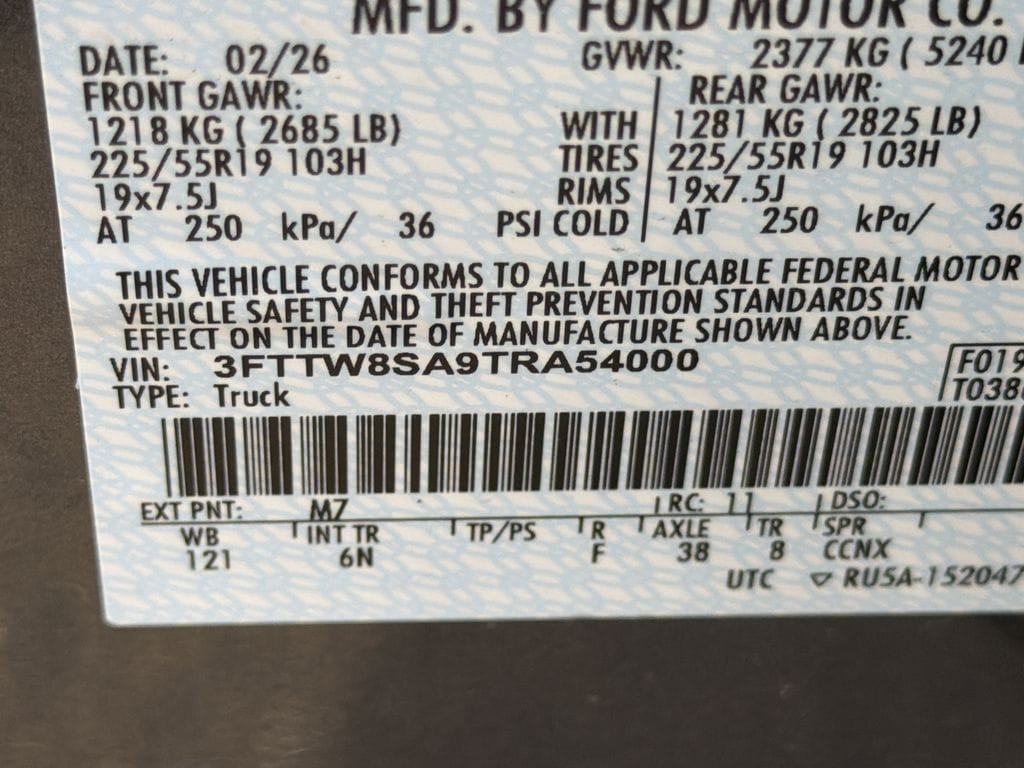 MFD. BY FORD MOTOR CO.
DATE: 02/26 GVWR: 2377 KG ( 5240
FRONT GAWR: REAR GAWR:
1218 KG ( 2685 LB) WITH 1281 KG ( 2825 LB)
225/55R19 103H TIRES 225/55R19 103H
19x7.5J RIMS 19x7.5J
AT 250 kPa/ 36 PSI COLD AT 250 kPa/ 36
THIS VEHICLE CONFORMS TO ALL APPLICABLE FEDERAL MOTOR
VEHICLE SAFETY AND THEFT PREVENTION STANDARDS IN
EFFECT ON THE DATE OF MANUFACTURE SHOWN ABOVE.
VIN: 3FTTW8SA9TRA54000 F019
TYPE: Truck T038
EXT PNT: M7 RC: 11 DSO:
WB INT TR TP/PS R AXLE TR SPR
121 6N F 38 8 CCNX
UTC ▽ RU5A-152047